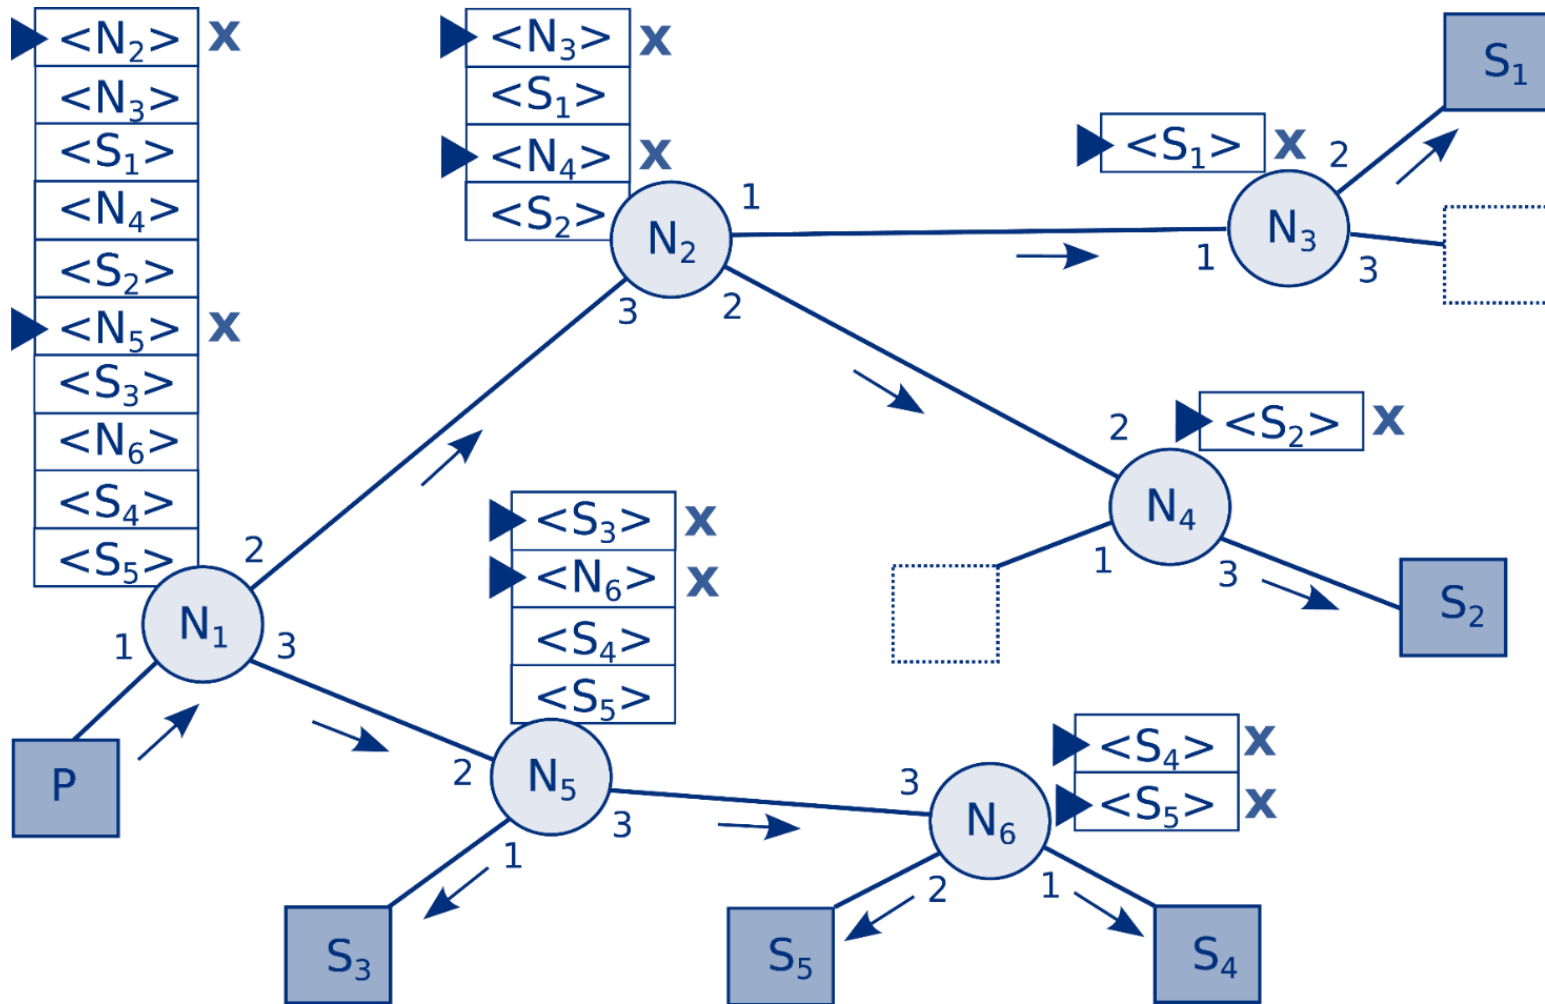 <N2> x
<N3>
<S1>
<N4>
<S2>
<N5> x
<S3>
<N6>
<S4>
<S5>
<N3> x
<S1>
<N4> x
<S2>
<S1> x
<S2> x
<S3> x
<N6> x
<S4>
<S5>
<S4> x
<S5> x
S1
N2
1
2
3
N3
1
2
3
N4
2
1
3
S2
N1
1
2
3
P
N5
2
1
3
N6
3
2
1
S3
S5
S4